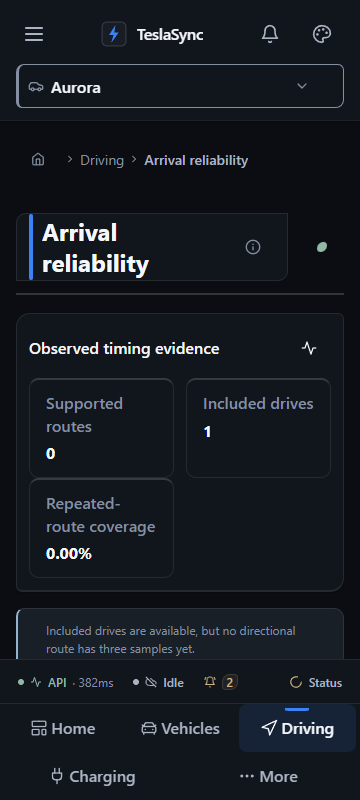 TeslaSync
Aurora
Driving
Arrival reliability
Arrival
reliability
Observed timing evidence
Supported
routes
0
Included drives
1
Repeated-
route coverage
0.00%
Included drives are available, but no directional
route has three samples yet.
API · 382ms
Idle
2
Status
Home
Vehicles
Driving
Charging
More